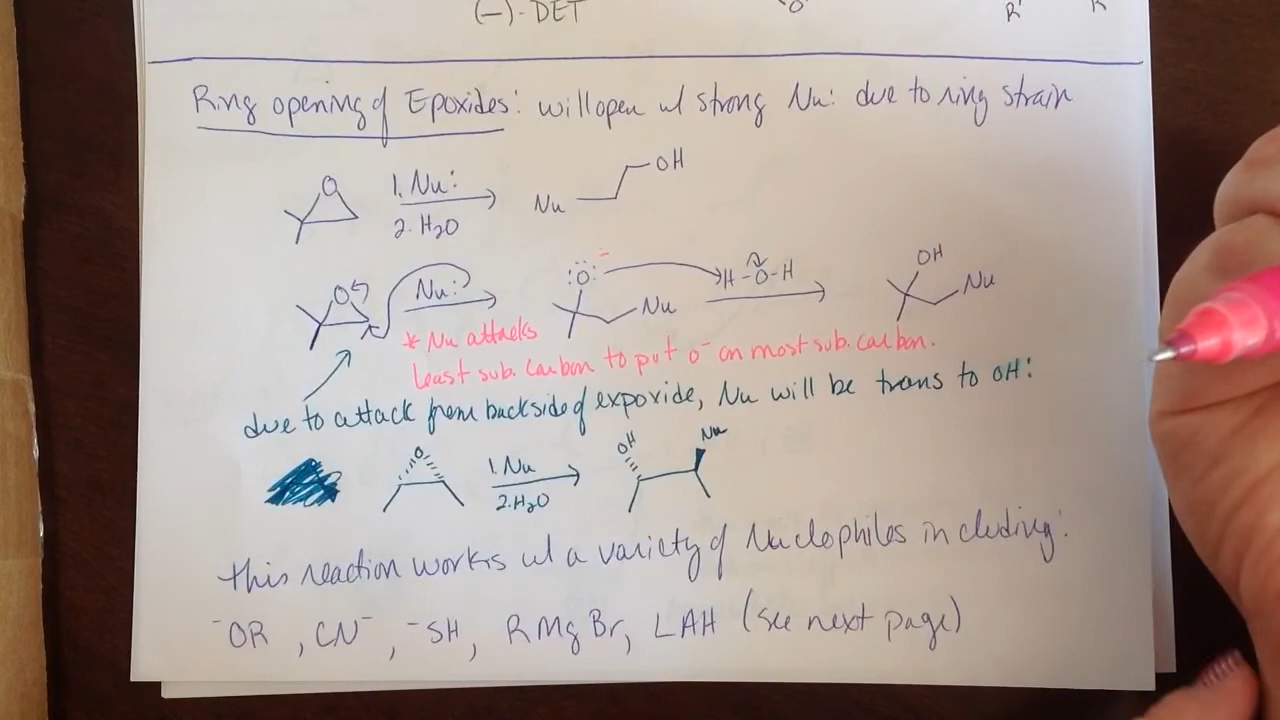 (-)-DET O R' R
Ring opening of Epoxides: will open w/ strong Nu: due to ring strain
O 1. Nu: 2. H2O Nu OH
O Nu: :Ö:⁻ Nu H-Ö-H OH Nu
* Nu attacks
least sub. carbon to put O⁻ on most sub. carbon.
due to attack from backside of expoxide, Nu will be trans to OH:
O 1. Nu 2. H2O OH Nu
this reaction works w/ a variety of Nuclophiles including:
⁻OR, CN⁻, ⁻SH, RMgBr, LAH (see next page)